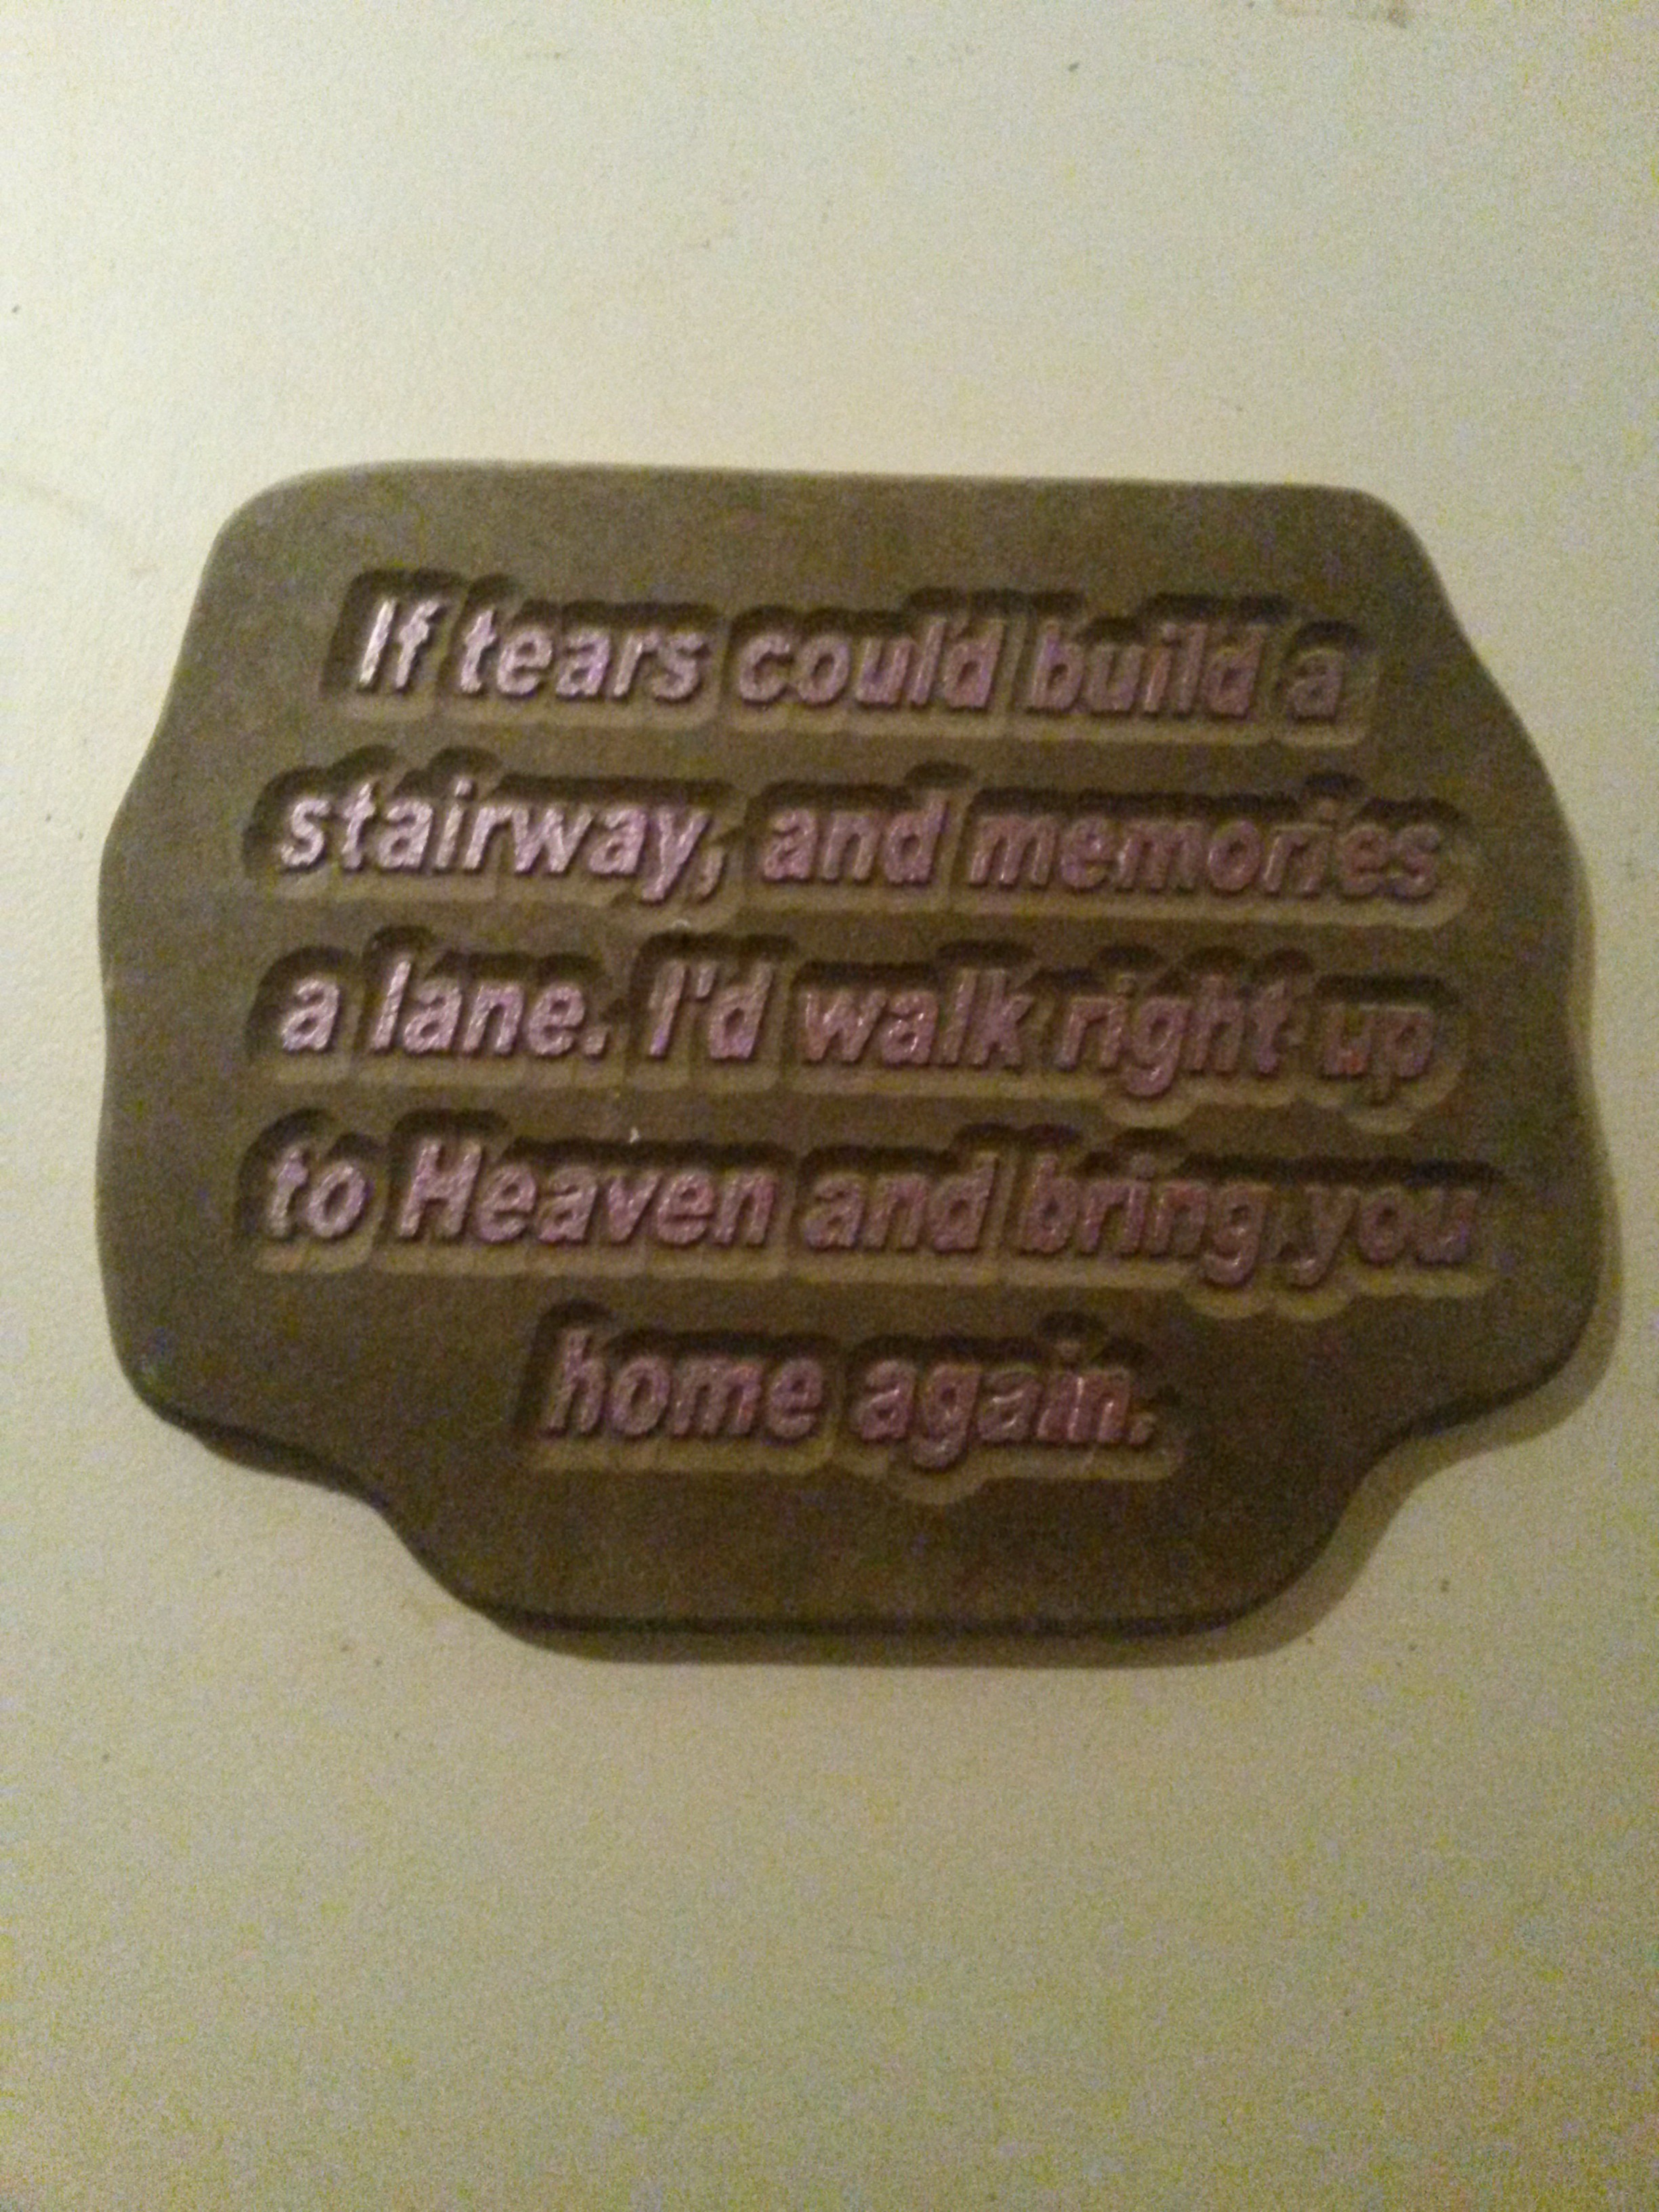 If tears could build a
stairway, and memories
a lane. I'd walk right up
to Heaven and bring you
home again.